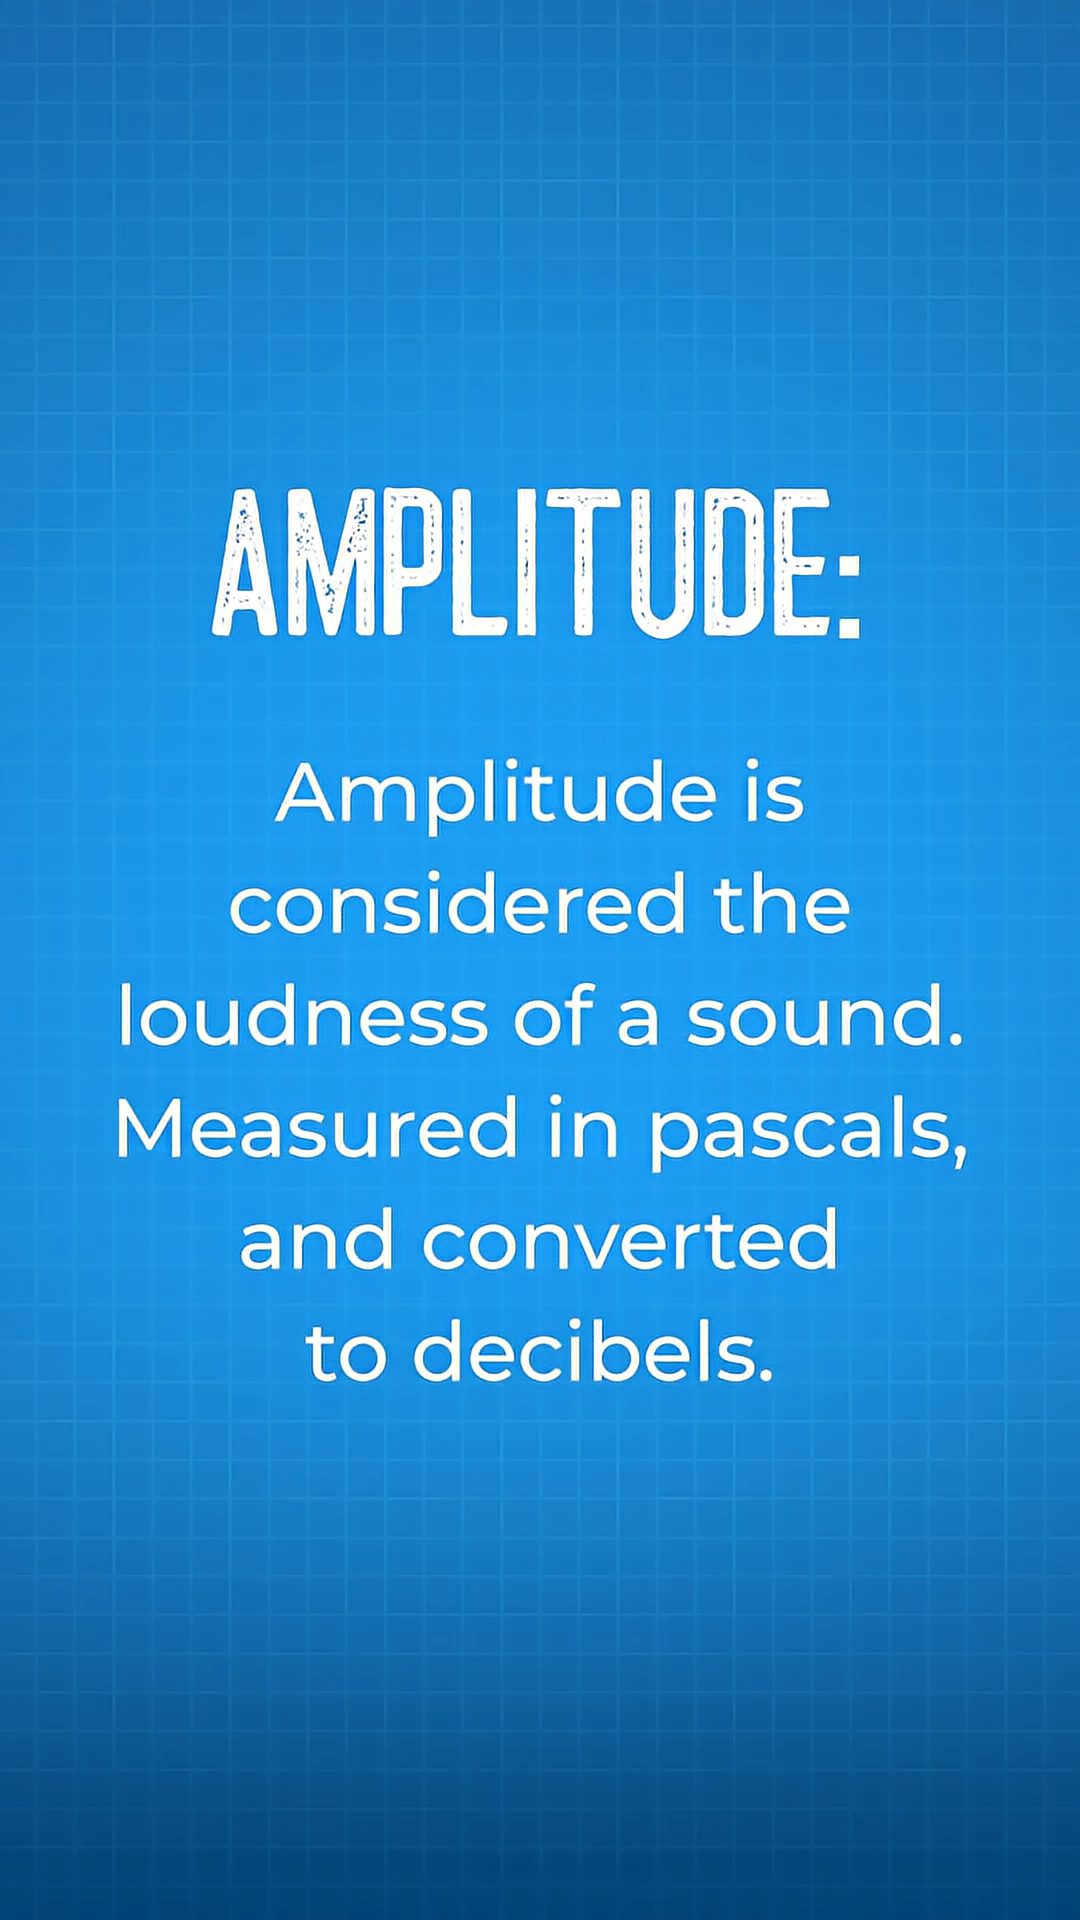 AMPLITUDE:
Amplitude is
considered the
loudness of a sound.
Measured in pascals,
and converted
to decibels.